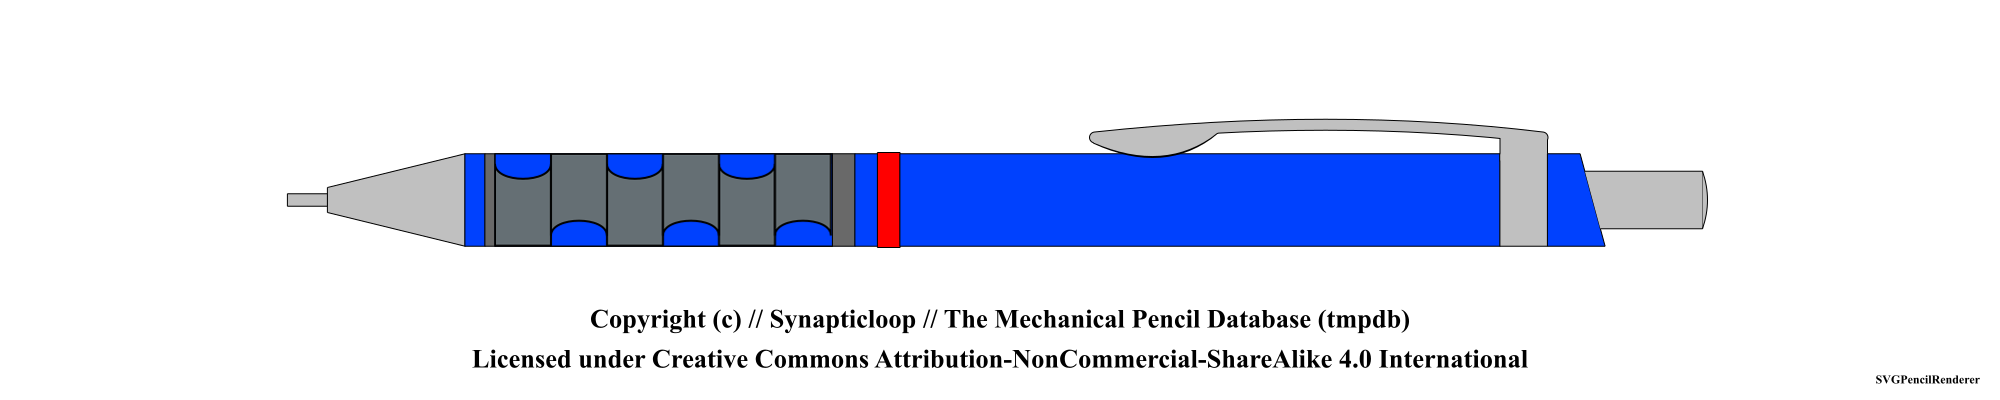 Copyright (c) // Synapticloop // The Mechanical Pencil Database (tmpdb)
Licensed under Creative Commons Attribution-NonCommercial-ShareAlike 4.0 International
SVGPencilRenderer